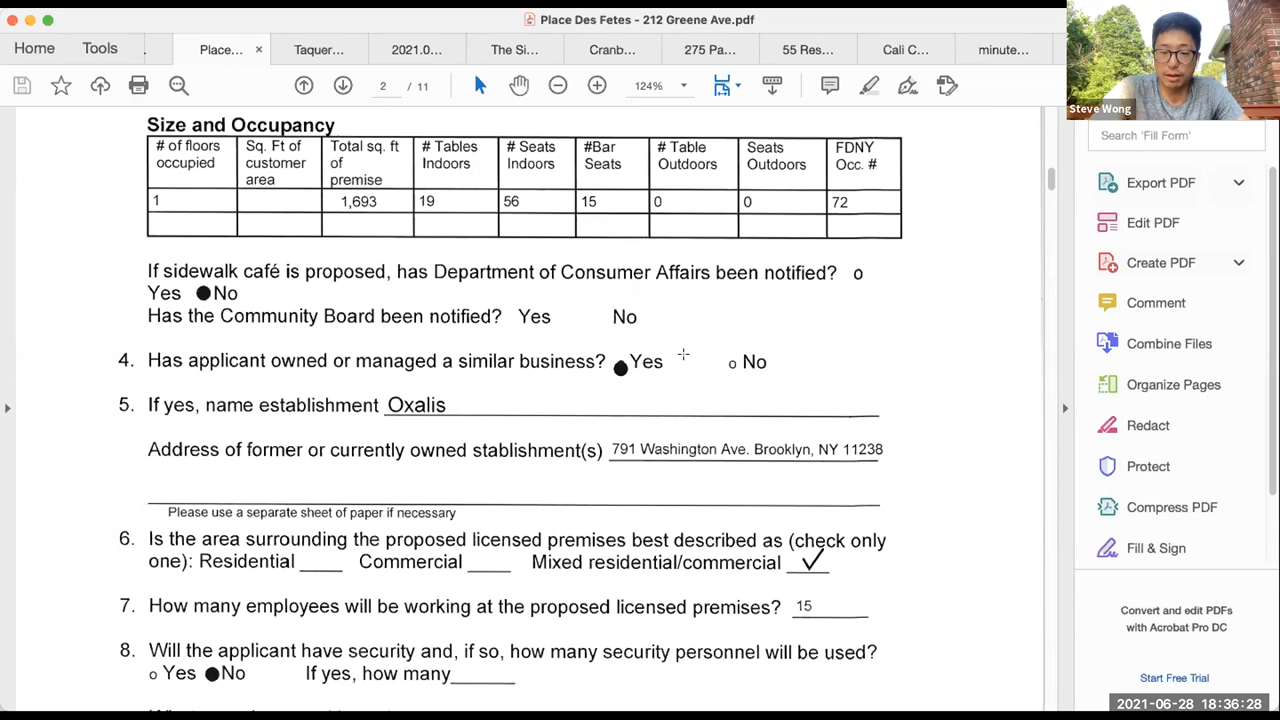 Place Des Fetes - 212 Greene Ave.pdf
Home Tools . Place... × Taquer... 2021.0... The Si... Cranb... 275 Pa... 55 Res... Cali C... minute...
2 / 11 124%
Steve Wong
Size and Occupancy
# of floors occupied Sq. Ft of customer area Total sq. ft of premise # Tables Indoors # Seats Indoors #Bar Seats # Table Outdoors Seats Outdoors FDNY Occ. #
1 1,693 19 56 15 0 0 72
If sidewalk café is proposed, has Department of Consumer Affairs been notified? o
Yes ●No
Has the Community Board been notified? Yes No
4. Has applicant owned or managed a similar business? ●Yes o No
5. If yes, name establishment Oxalis
Address of former or currently owned stablishment(s) 791 Washington Ave. Brooklyn, NY 11238
Please use a separate sheet of paper if necessary
6. Is the area surrounding the proposed licensed premises best described as (check only
one): Residential ____ Commercial ____ Mixed residential/commercial ✓
7. How many employees will be working at the proposed licensed premises? 15
8. Will the applicant have security and, if so, how many security personnel will be used?
o Yes ●No If yes, how many______
Search 'Fill Form'
Export PDF
Edit PDF
Create PDF
Comment
Combine Files
Organize Pages
Redact
Protect
Compress PDF
Fill & Sign
Convert and edit PDFs
with Acrobat Pro DC
Start Free Trial
2021-06-28 18:36:28